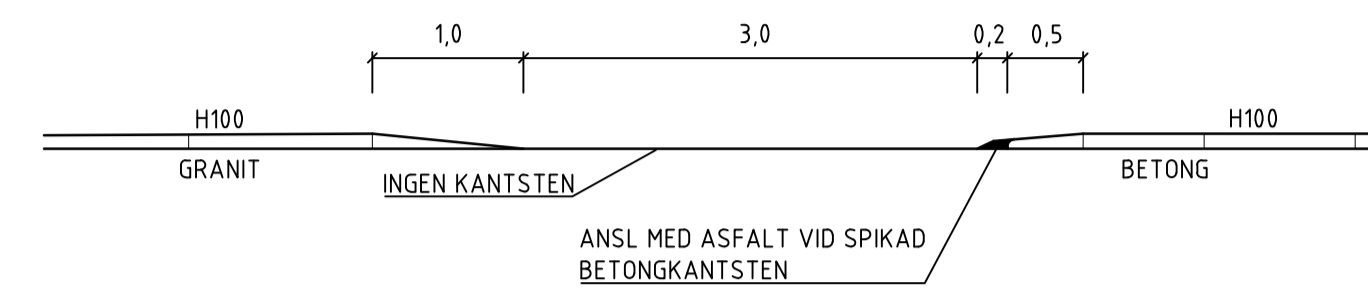 1,0
3,0
0,2
0,5
H100
H100
GRANIT
BETONG
INGEN KANTSTEN
ANSL MED ASFALT VID SPIKAD
BETONGKANTSTEN